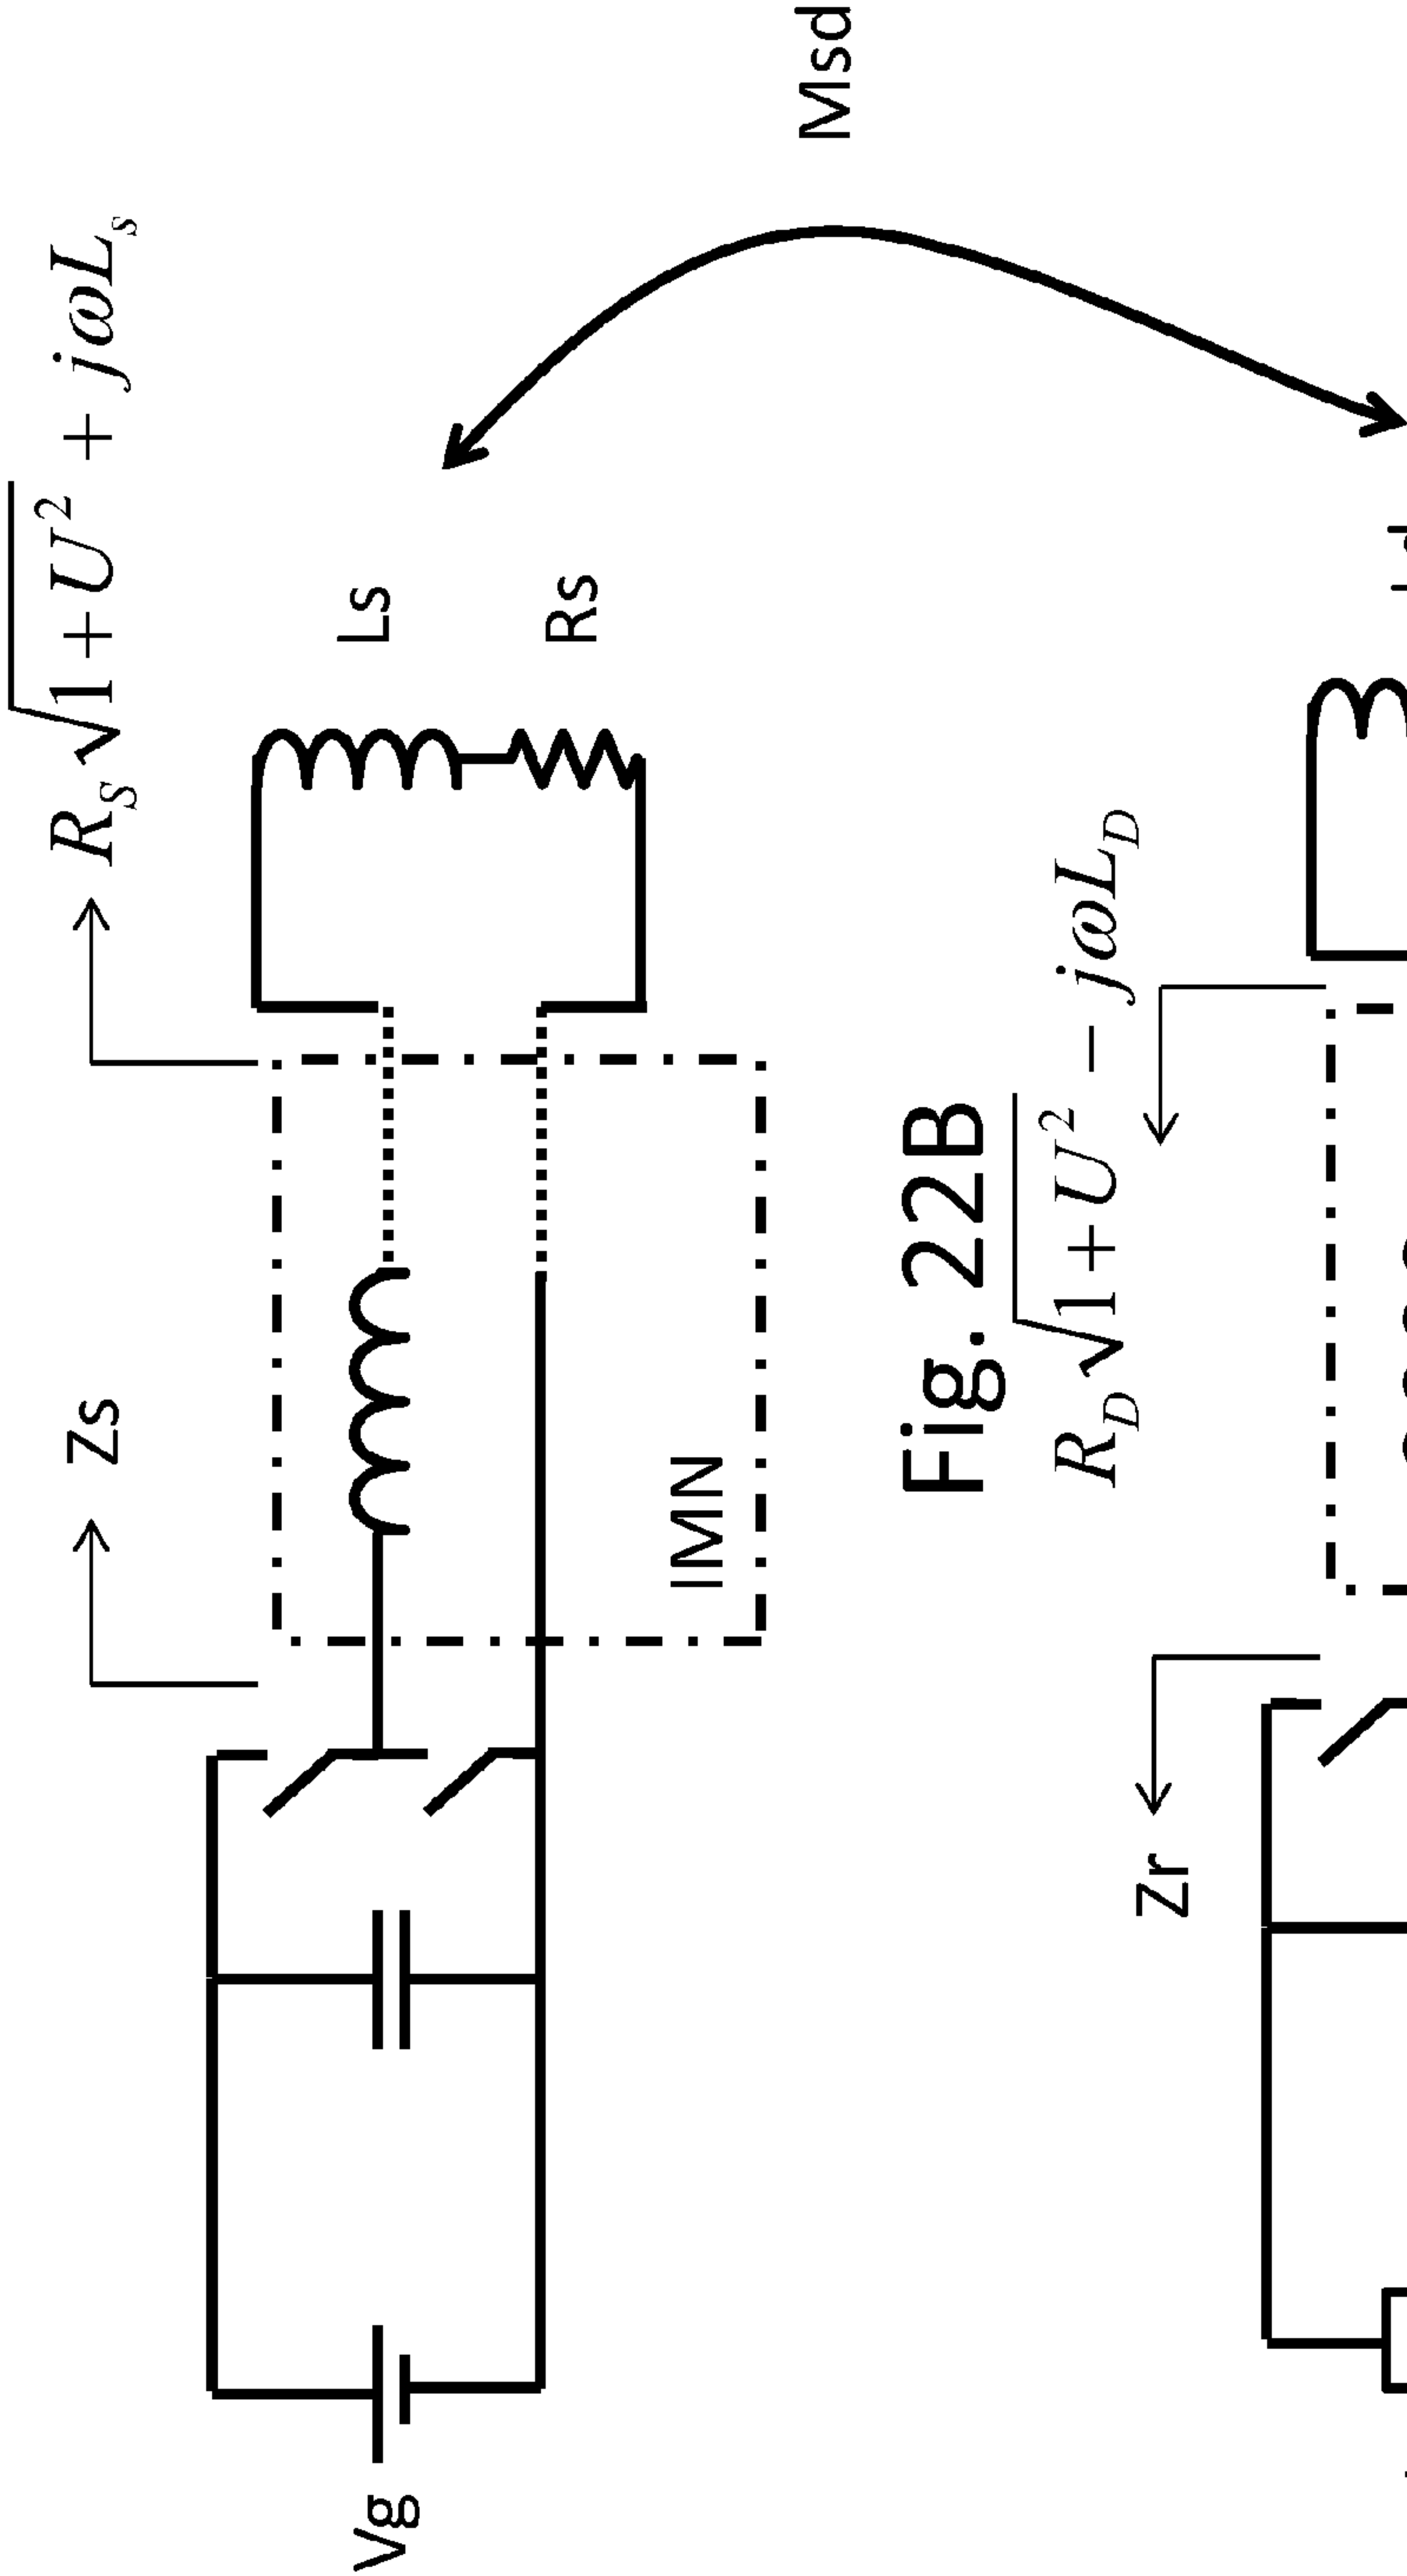 Vg
Zs
R_S √(1+U²) + jωL_s
IMN
Ls
Rs
Msd
Fig. 22B
R_D √(1+U²) − jωL_D
Zr